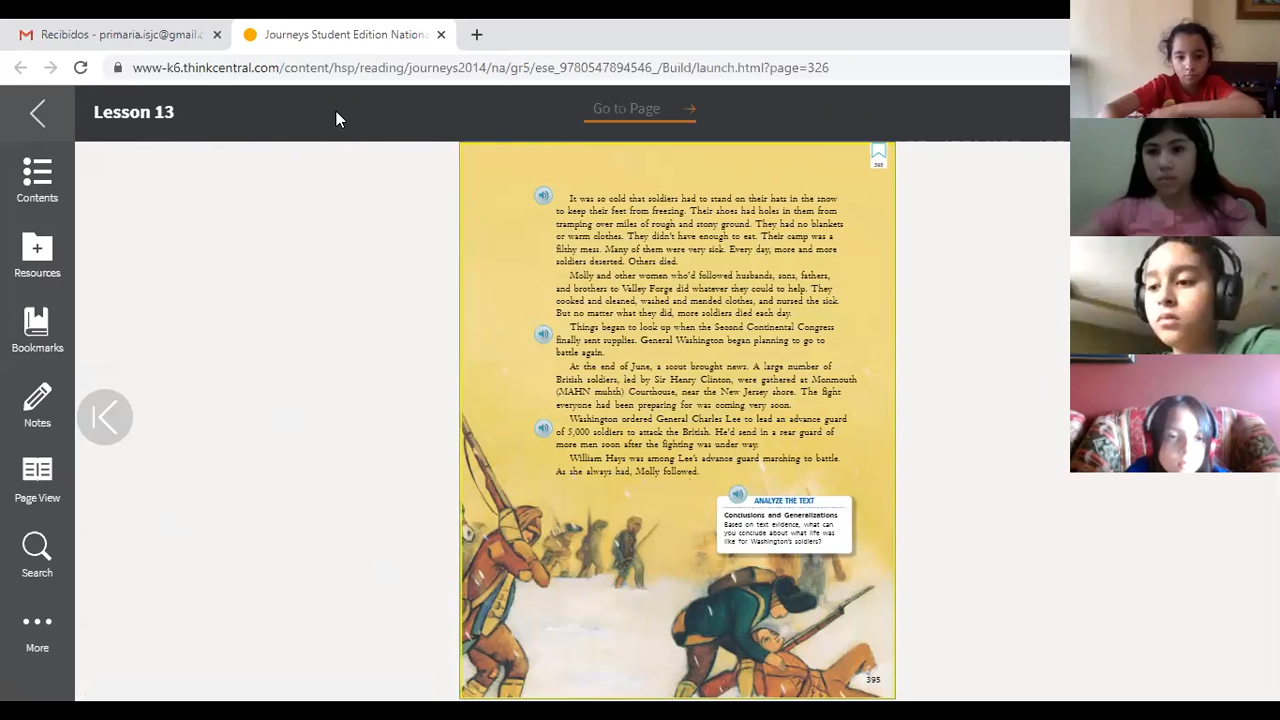 Recibidos - primaria.isjc@gmail.c
Journeys Student Edition Nation
www-k6.thinkcentral.com/content/hsp/reading/journeys2014/na/gr5/ese_9780547894546_/Build/launch.html?page=326
Lesson 13
Go to Page
Contents
Resources
Bookmarks
Notes
Page View
Search
More
395
It was so cold that soldiers had to stand on their hats in the snow
to keep their feet from freezing. Their shoes had holes in them from
tramping over miles of rough and stony ground. They had no blankets
or warm clothes. They didn't have enough to eat. Their camp was a
filthy mess. Many of them were very sick. Every day, more and more
soldiers deserted. Others died.
Molly and other women who'd followed husbands, sons, fathers,
and brothers to Valley Forge did whatever they could to help. They
cooked and cleaned, washed and mended clothes, and nursed the sick.
But no matter what they did, more soldiers died each day.
Things began to look up when the Second Continental Congress
finally sent supplies. General Washington began planning to go to
battle again.
At the end of June, a scout brought news. A large number of
British soldiers, led by Sir Henry Clinton, were gathered at Monmouth
(MAHN muhth) Courthouse, near the New Jersey shore. The fight
everyone had been preparing for was coming very soon.
Washington ordered General Charles Lee to lead an advance guard
of 5,000 soldiers to attack the British. He'd send in a rear guard of
more men soon after the fighting was under way.
William Hays was among Lee's advance guard marching to battle.
As she always had, Molly followed.
ANALYZE THE TEXT
Conclusions and Generalizations
Based on text evidence, what can
you conclude about what life was
like for Washington's soldiers?
395